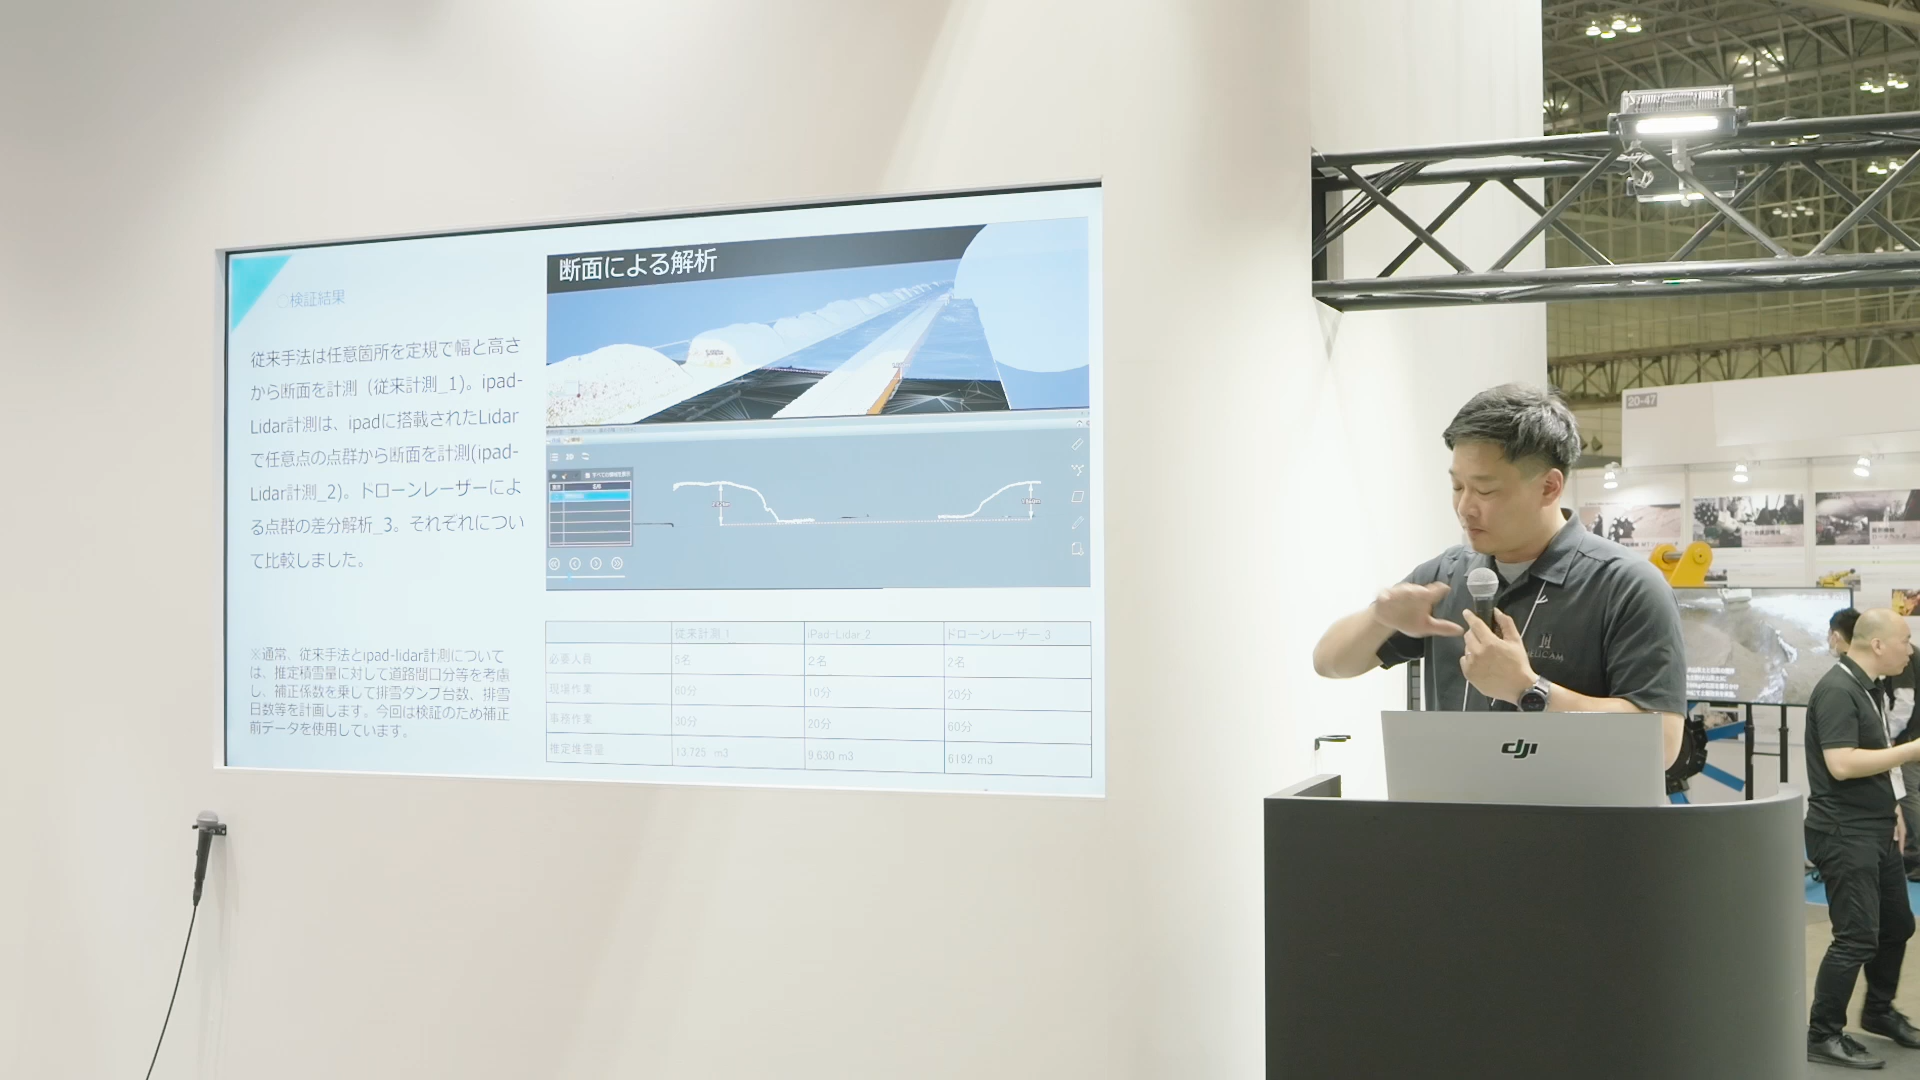 〇検証結果
従来手法は任意箇所を定規で幅と高さ
から断面を計測（従来計測_1）。ipad-
Lidar計測は、ipadに搭載されたLidar
で任意点の点群から断面を計測(ipad-
Lidar計測_2)。ドローンレーザーによ
る点群の差分解析_3。それぞれについ
て比較しました。
※通常、従来手法とipad-lidar計測について
は、推定積雪量に対して道路間口分等を考慮
し、補正係数を乗して排雪ダンプ台数、排雪
日数等を計画します。今回は検証のため補正
前データを使用しています。
断面による解析
従来計測_1 iPad-Lidar_2 ドローンレーザー_3
必要人員 5名 2名 2名
現場作業 60分 10分 20分
事務作業 30分 20分 60分
推定堆雪量 13.725 m3 9.630 m3 6192 m3
20-47
dji